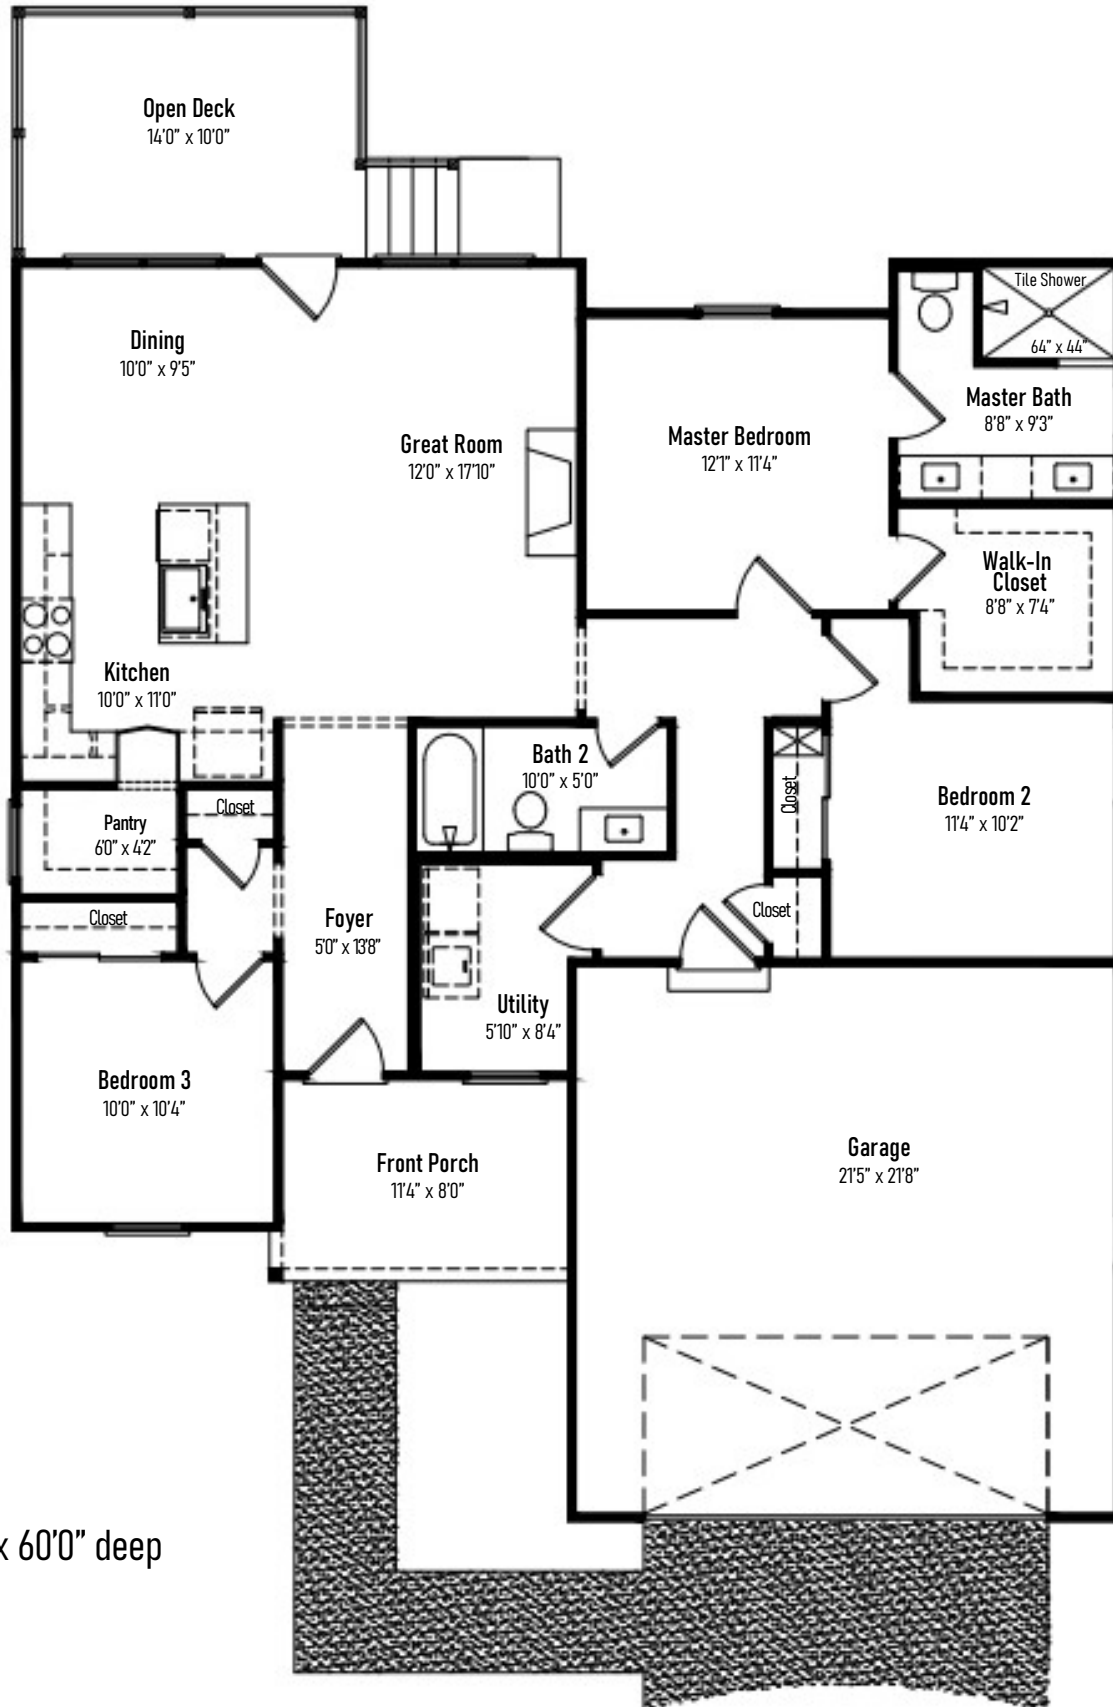 Open Deck
14'0" x 10'0"
Tile Shower
64" x 44"
Dining
10'0" x 9'5"
Master Bath
8'8" x 9'3"
Great Room
12'0" x 17'10"
Master Bedroom
12'1" x 11'4"
Walk-In
Closet
8'8" x 7'4"
Kitchen
10'0" x 11'0"
Bath 2
10'0" x 5'0"
Closet
Bedroom 2
11'4" x 10'2"
Closet
Pantry
6'0" x 4'2"
Closet
Foyer
5'0" x 13'8"
Closet
Utility
5'10" x 8'4"
Bedroom 3
10'0" x 10'4"
Front Porch
11'4" x 8'0"
Garage
21'5" x 21'8"
x 60'0" deep